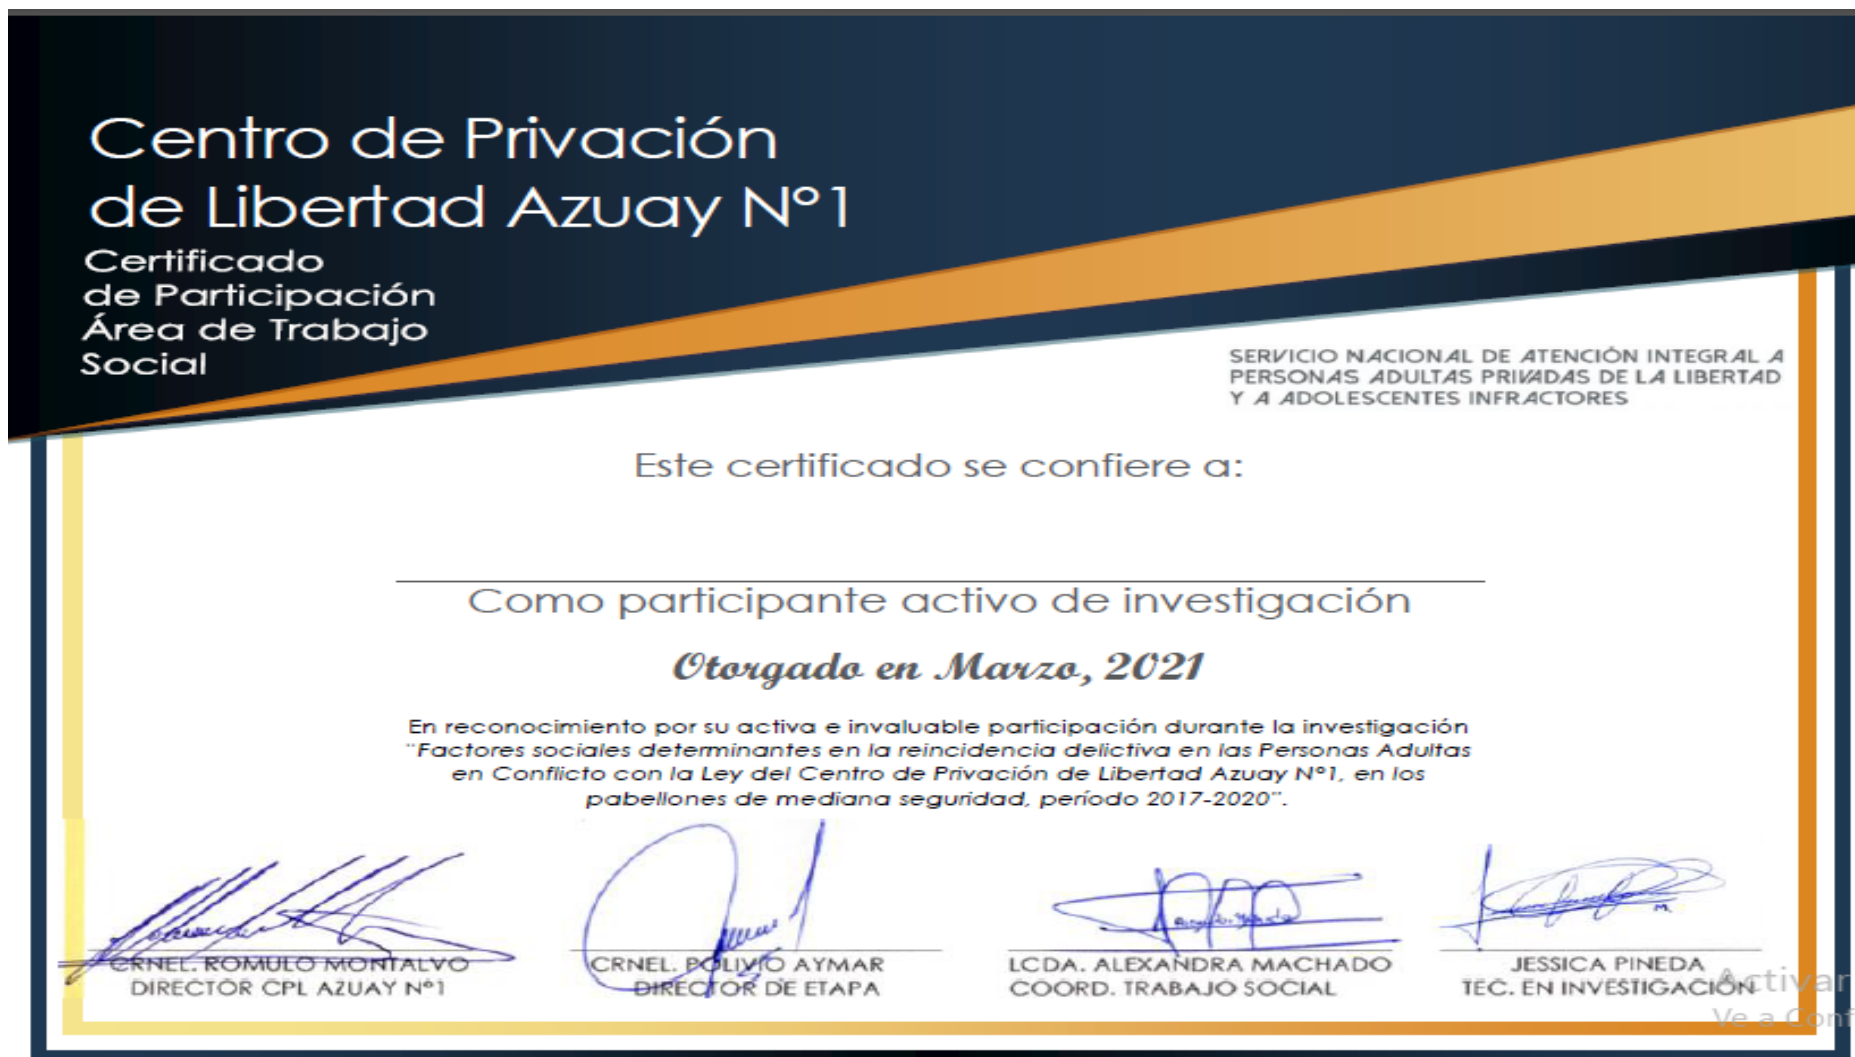 Centro de Privación
de Libertad Azuay Nº1
Certificado
de Participación
Área de Trabajo
Social
SERVICIO NACIONAL DE ATENCIÓN INTEGRAL A
PERSONAS ADULTAS PRIVADAS DE LA LIBERTAD
Y A ADOLESCENTES INFRACTORES
Este certificado se confiere a:
Como participante activo de investigación
Otorgado en Marzo, 2021
En reconocimiento por su activa e invaluable participación durante la investigación
¨Factores sociales determinantes en la reincidencia delictiva en las Personas Adultas
en Conflicto con la Ley del Centro de Privación de Libertad Azuay Nº1, en los
pabellones de mediana seguridad, período 2017-2020¨.
CRNEL. ROMULO MONTALVO
DIRECTOR CPL AZUAY Nº1
CRNEL. POLIVIO AYMAR
DIRECTOR DE ETAPA
LCDA. ALEXANDRA MACHADO
COORD. TRABAJO SOCIAL
JESSICA PINEDA
TEC. EN INVESTIGACIÓN
Activar
Ve a Conf